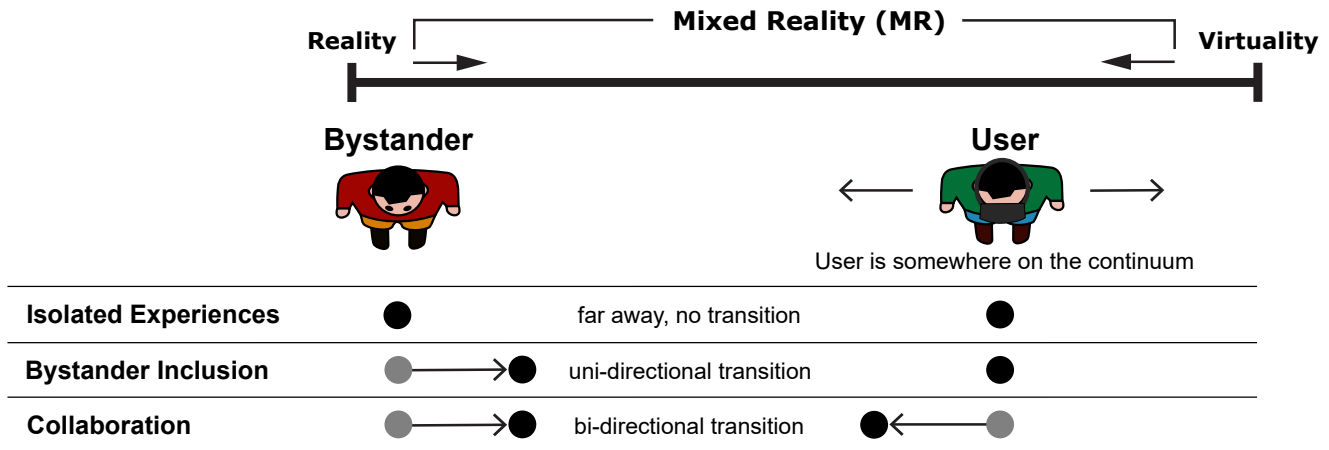 Mixed Reality (MR)
Reality
Virtuality
Bystander
User
User is somewhere on the continuum
Isolated Experiences
far away, no transition
Bystander Inclusion
uni-directional transition
Collaboration
bi-directional transition